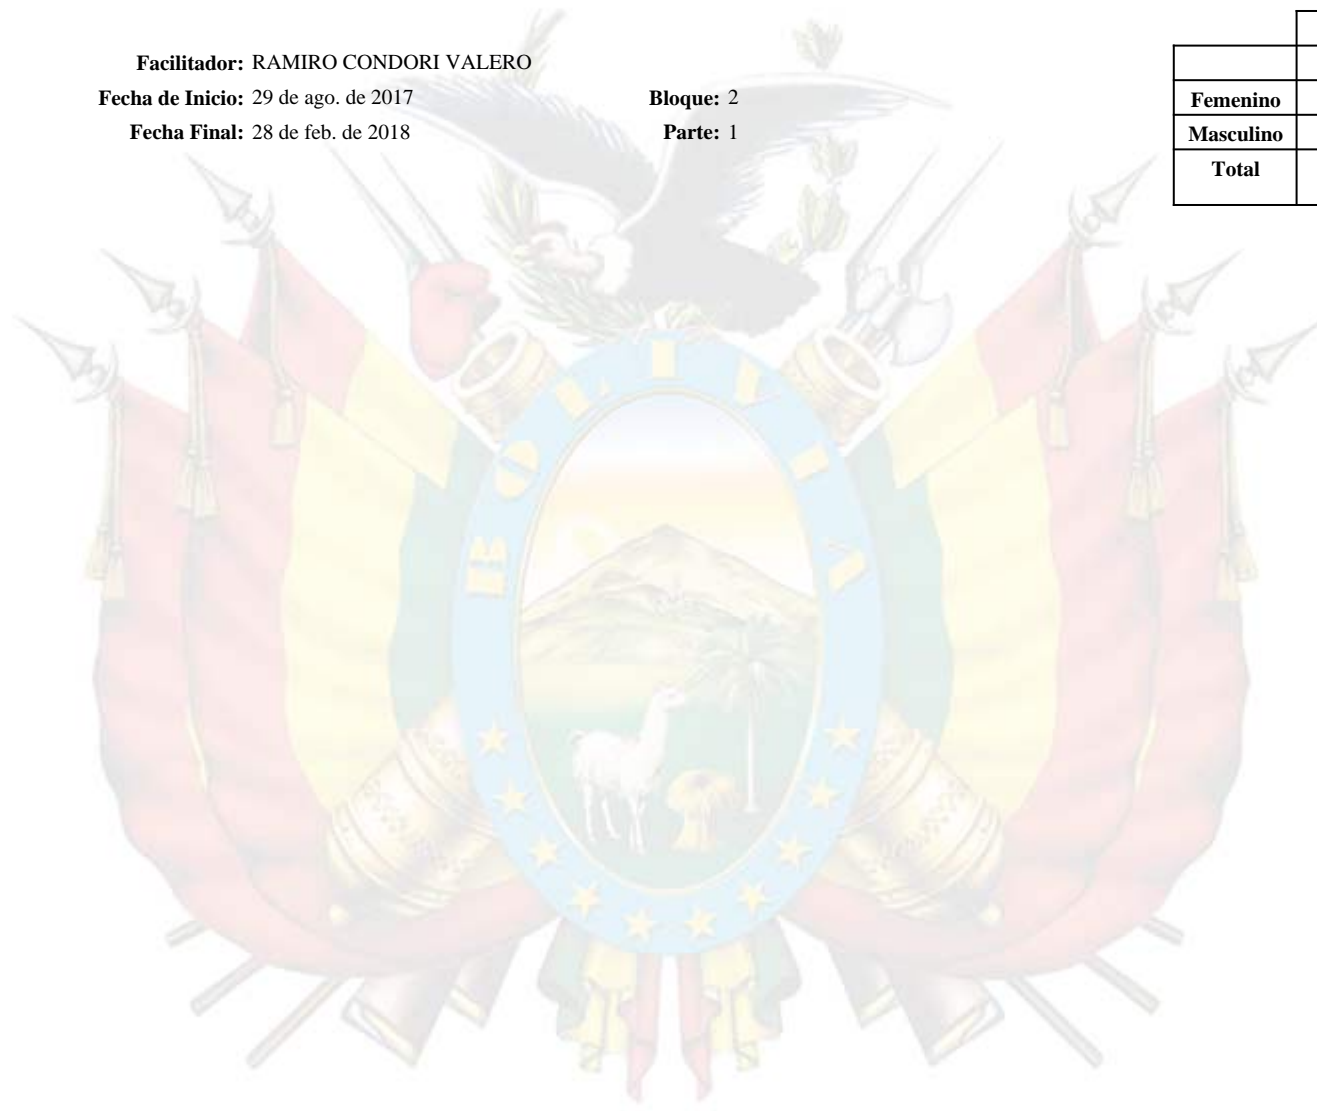 Facilitador: RAMIRO CONDORI VALERO
Fecha de Inicio: 29 de ago. de 2017 Bloque: 2
Fecha Final: 28 de feb. de 2018 Parte: 1
Femenino
Masculino
Total
BOLIVIA